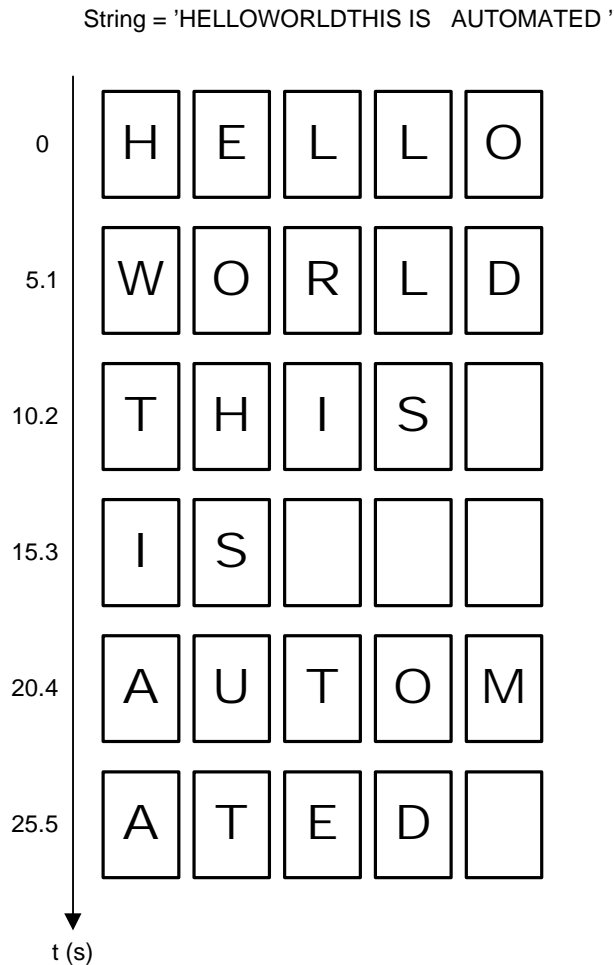 String = 'HELLOWORLDTHIS IS   AUTOMATED '
0 H E L L O
5.1 W O R L D
10.2 T H I S
15.3 I S
20.4 A U T O M
25.5 A T E D
t (s)